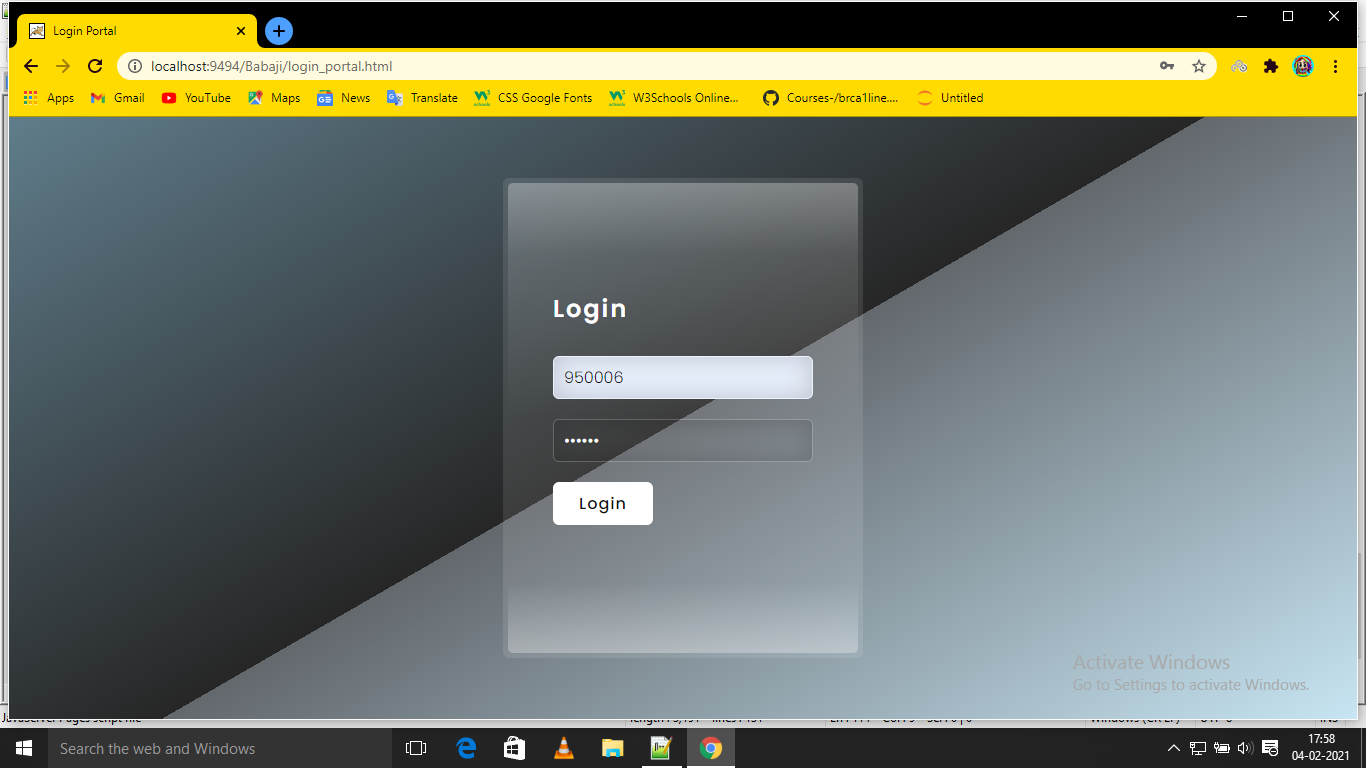 Login Portal
localhost:9494/Babaji/login_portal.html
Apps
Gmail
YouTube
Maps
News
Translate
CSS Google Fonts
W3Schools Online...
Courses-/brca1line....
Untitled
Login
950006
••••••
Login
Activate Windows
Go to Settings to activate Windows.
Search the web and Windows
17:58
04-02-2021